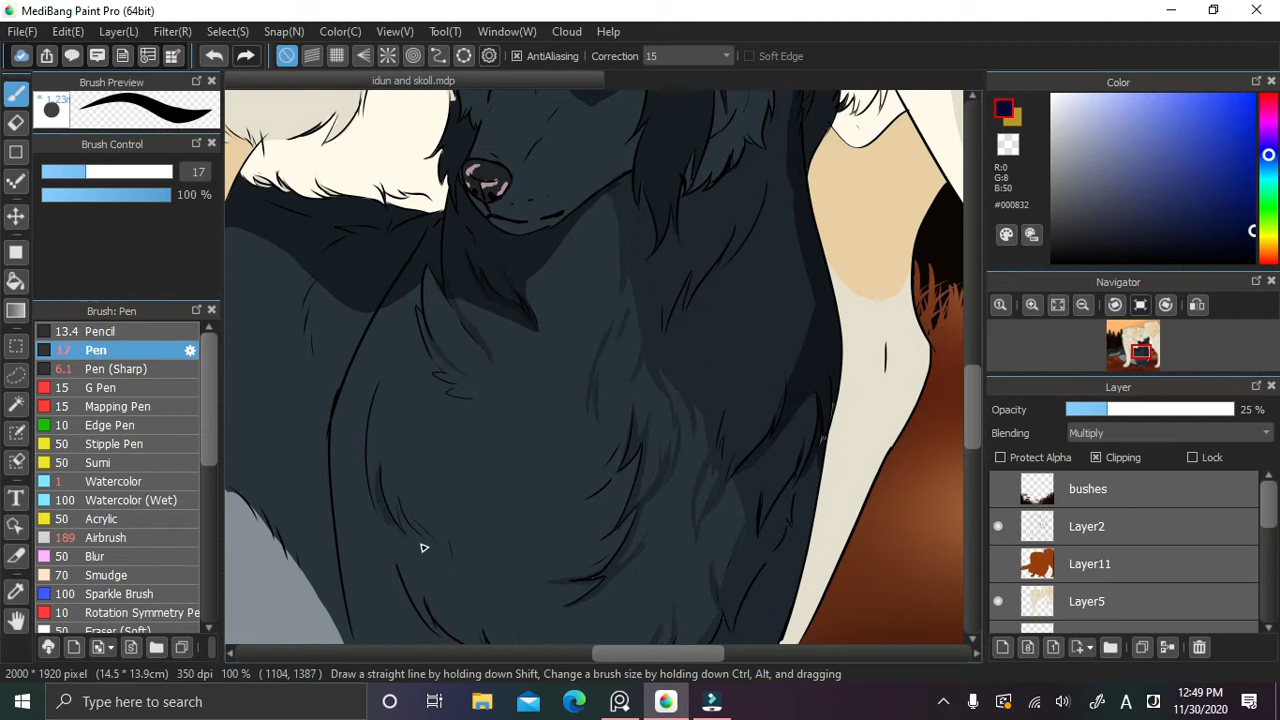 MediBang Paint Pro (64bit)
File(F) Edit(E) Layer(L) Filter(R) Select(S) Snap(N) Color(C) View(V) Tool(T) Window(W) Cloud Help
AntiAliasing Correction 15 Soft Edge
idun and skoll.mdp
Brush Preview
Brush Control
17
100 %
Brush: Pen
13.4 Pencil
17 Pen
6.1 Pen (Sharp)
15 G Pen
15 Mapping Pen
10 Edge Pen
50 Stipple Pen
50 Sumi
1 Watercolor
100 Watercolor (Wet)
50 Acrylic
189 Airbrush
50 Blur
70 Smudge
50 Sparkle Brush
10 Rotation Symmetry Pe
50 Eraser (Soft)
Color
R:0
G:8
B:50
#000832
Navigator
Layer
Opacity 25 %
Blending Multiply
Protect Alpha Clipping Lock
bushes
Layer2
Layer11
Layer5
2000 * 1920 pixel (14.5 * 13.9cm) 350 dpi 100 % ( 1104, 1387 ) Draw a straight line by holding down Shift, Change a brush size by holding down Ctrl, Alt, and dragging
Type here to search
12:49 PM
11/30/2020